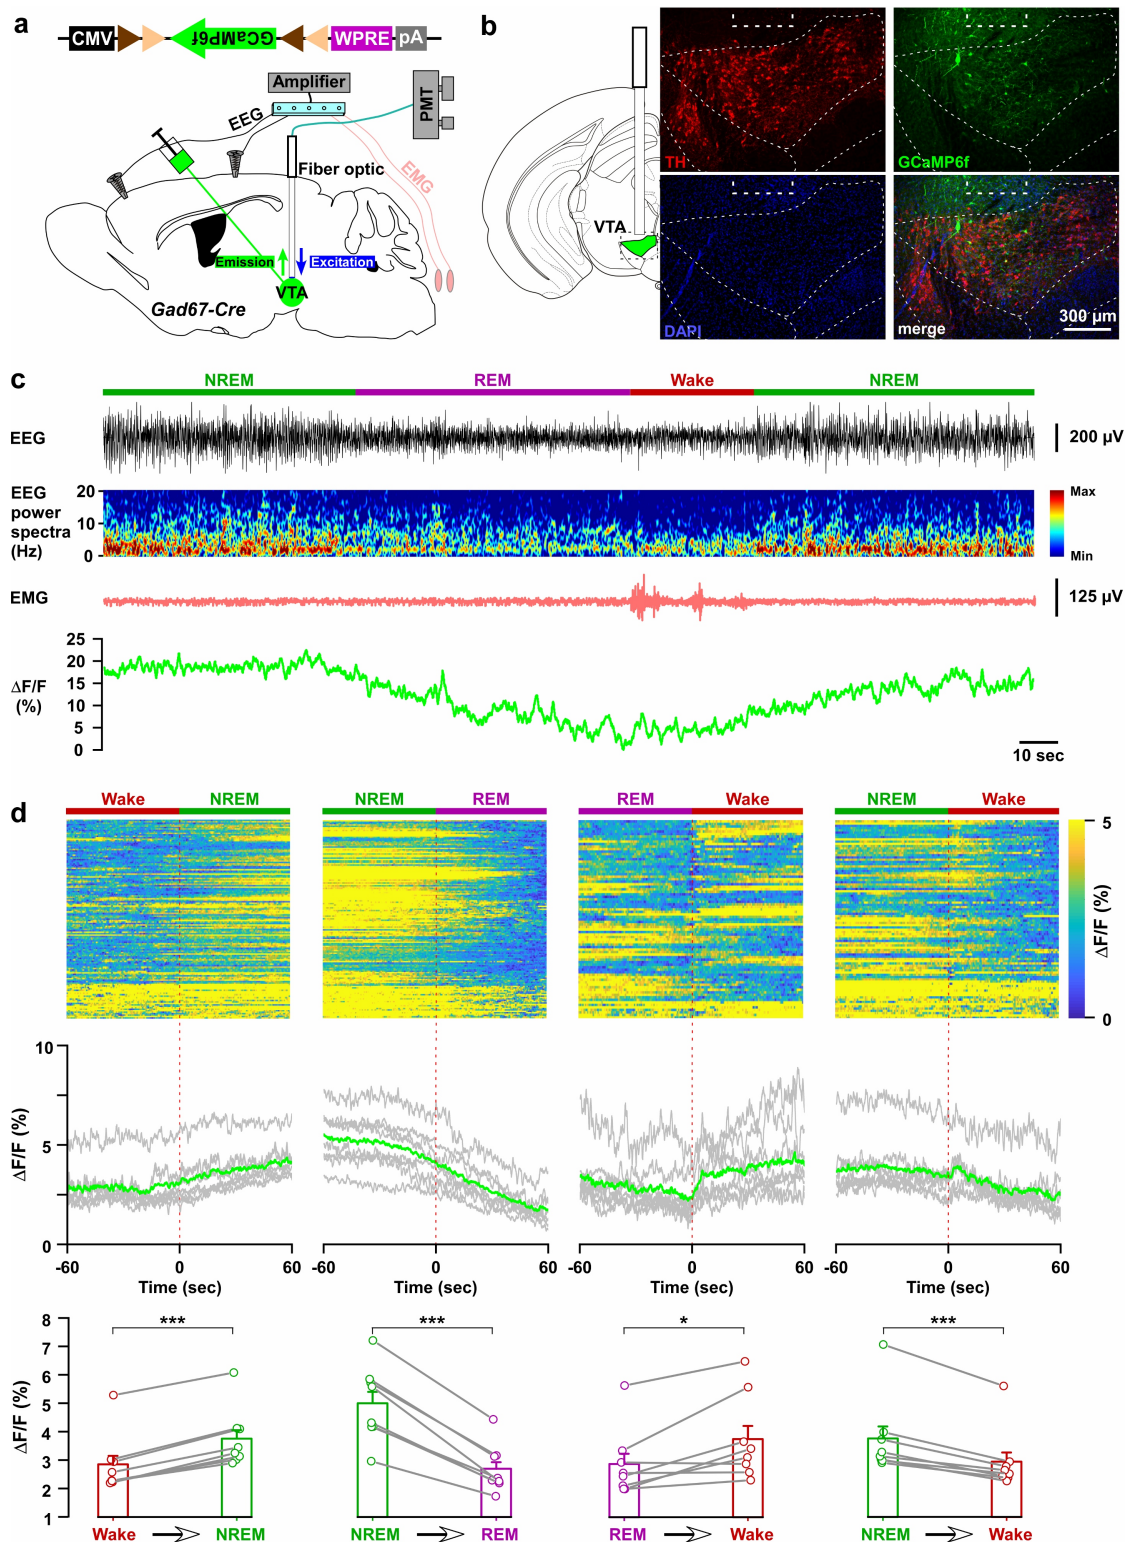 a
CMV GCaMP6f WPRE pA
Amplifier
PMT
EEG
Fiber optic
EMG
Emission Excitation
VTA
Gad67-Cre
b
VTA
TH
GCaMP6f
DAPI
merge
300 µm
c
NREM REM Wake NREM
EEG
200 µV
EEG power spectra (Hz)
20
10
0
Max
Min
EMG
125 µV
ΔF/F (%)
25
20
15
10
5
0
10 sec
d
Wake NREM NREM REM REM Wake NREM Wake
5
0
ΔF/F (%)
ΔF/F (%)
10
5
0
-60 0 60 -60 0 60 -60 0 60 -60 0 60
Time (sec) Time (sec) Time (sec) Time (sec)
ΔF/F (%)
8
7
6
5
4
3
2
1
*** *** * ***
Wake NREM NREM REM REM Wake NREM Wake